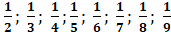 1/2 ; 1/3 ; 1/4 ; 1/5 ; 1/6 ; 1/7 ; 1/8 ; 1/9